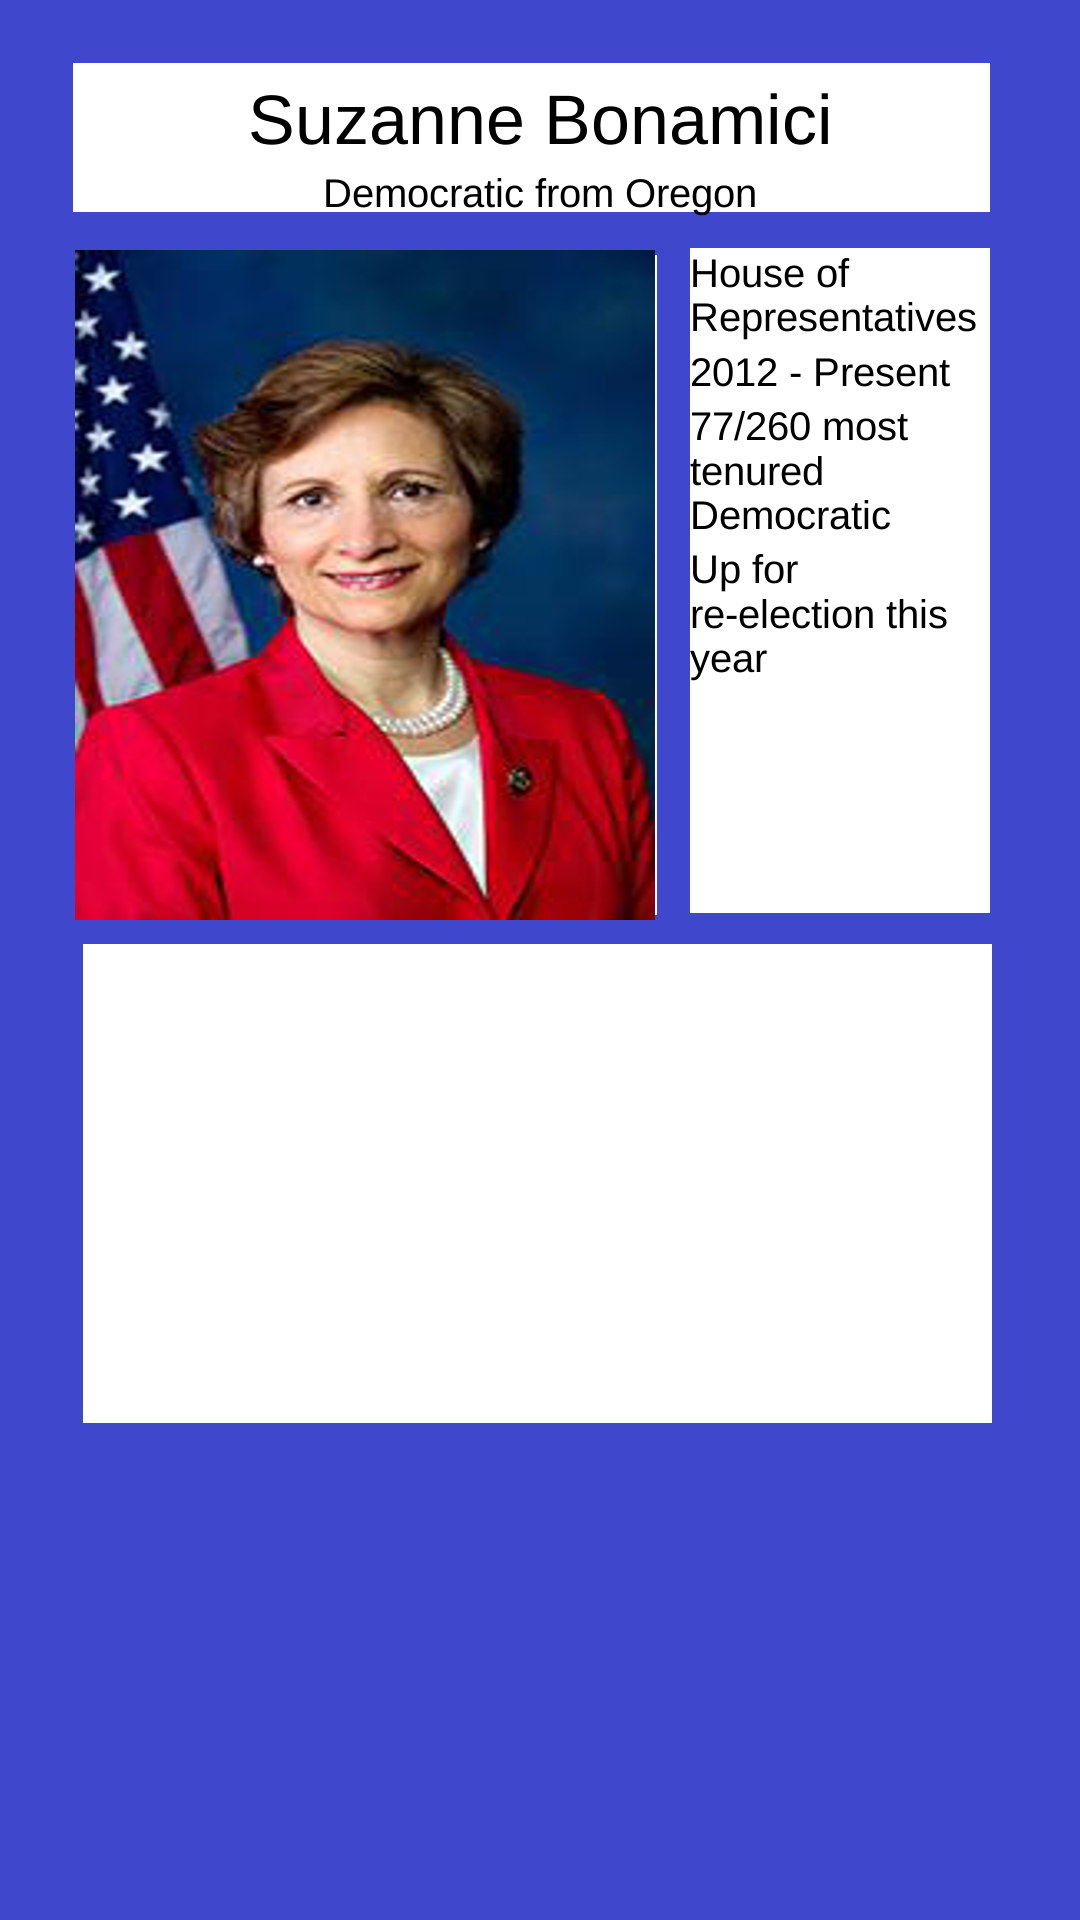 Suzanne Bonamici
Democratic from Oregon
House of
Representatives
2012 - Present
77/260 most
tenured
Democratic
Up for
re-election this
year